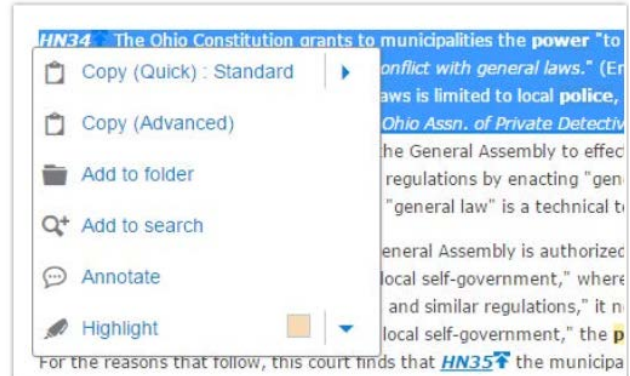 HN34 The Ohio Constitution grants to municipalities the power "to
Copy (Quick) : Standard
onflict with general laws." (Er
aws is limited to local police,
Copy (Advanced)
Ohio Assn. of Private Detectiv
he General Assembly to effec
Add to folder
regulations by enacting "gen
"general law" is a technical te
Add to search
eneral Assembly is authorized
Annotate
local self-government," where
and similar regulations," it n
Highlight
local self-government," the p
For the reasons that follow, this court finds that HN35 the municipa